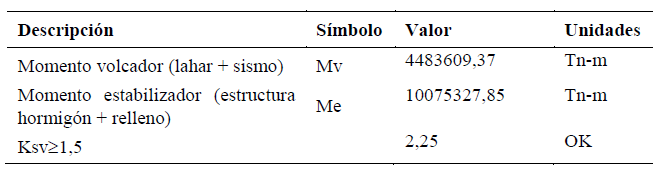 Descripción Símbolo Valor Unidades
Momento volcador (lahar + sismo) Mv 4483609,37 Tn-m
Momento estabilizador (estructura
hormigón + relleno) Me 10075327,85 Tn-m
Ksv≥1,5 2,25 OK